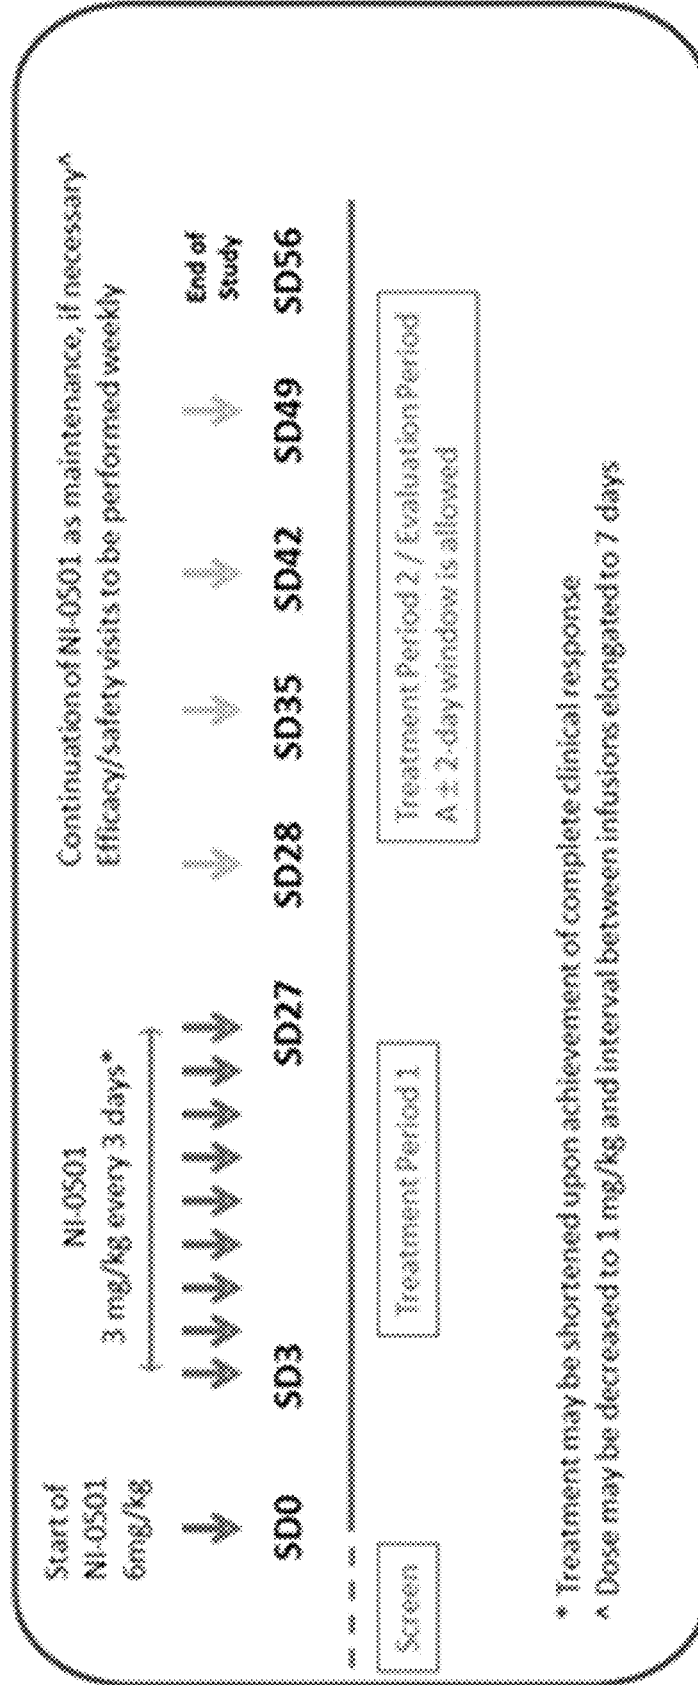 Start of
NI-0501
6mg/kg
NI-0501
3 mg/kg every 3 days*
Continuation of NI-0501 as maintenance, if necessary^
Efficacy/safety visits to be performed weekly
End of
Study
SD0
SD3
SD27
SD28
SD35
SD42
SD49
SD56
Screen
Treatment Period 1
Treatment Period 2 / Evaluation Period
A ± 2-day window is allowed
* Treatment may be shortened upon achievement of complete clinical response
^ Dose may be decreased to 1 mg/kg and interval between infusions elongated to 7 days